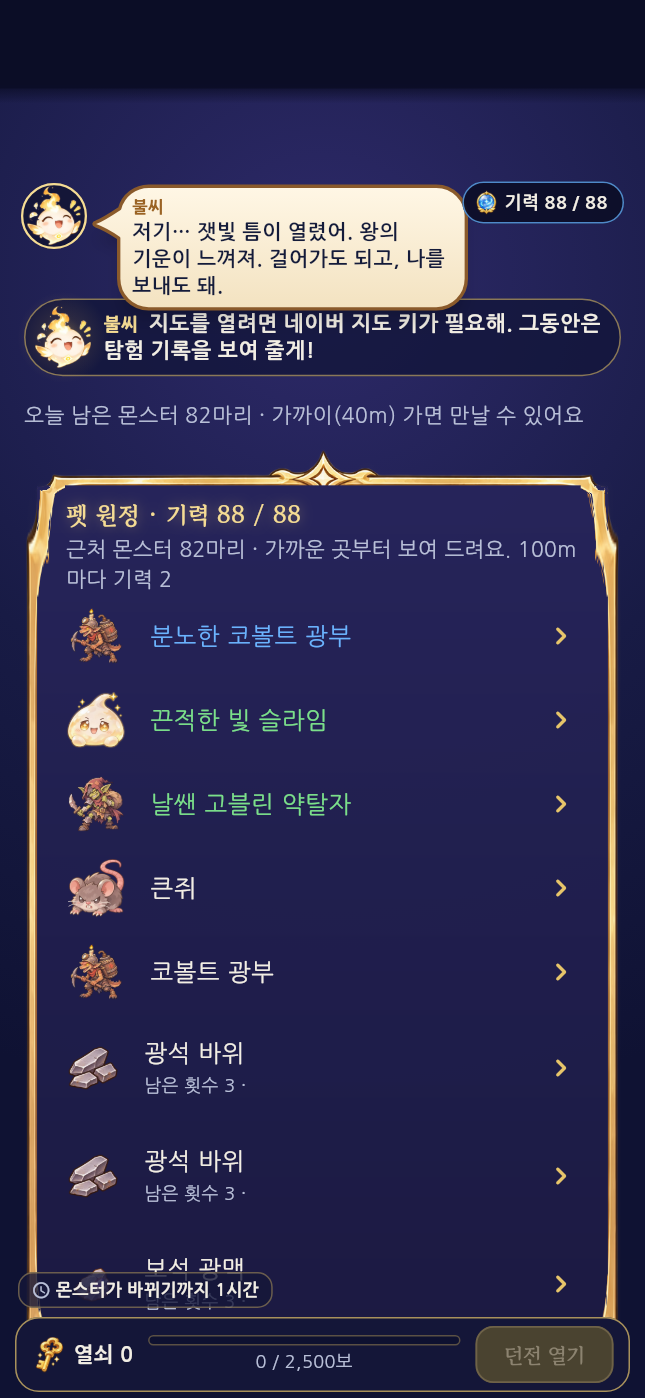 불씨
저기… 잿빛 틈이 열렸어. 왕의
기운이 느껴져. 걸어가도 되고, 나를
보내도 돼.
기력 88 / 88
불씨 지도를 열려면 네이버 지도 키가 필요해. 그동안은
탐험 기록을 보여 줄게!
오늘 남은 몬스터 82마리 · 가까이(40m) 가면 만날 수 있어요
펫 원정 · 기력 88 / 88
근처 몬스터 82마리 · 가까운 곳부터 보여 드려요. 100m
마다 기력 2
분노한 코볼트 광부
끈적한 빛 슬라임
날쌘 고블린 약탈자
큰쥐
코볼트 광부
광석 바위
남은 횟수 3 ·
광석 바위
남은 횟수 3 ·
보석 광맥
남은 횟수 3 ·
몬스터가 바뀌기까지 1시간
열쇠 0
0 / 2,500보
던전 열기